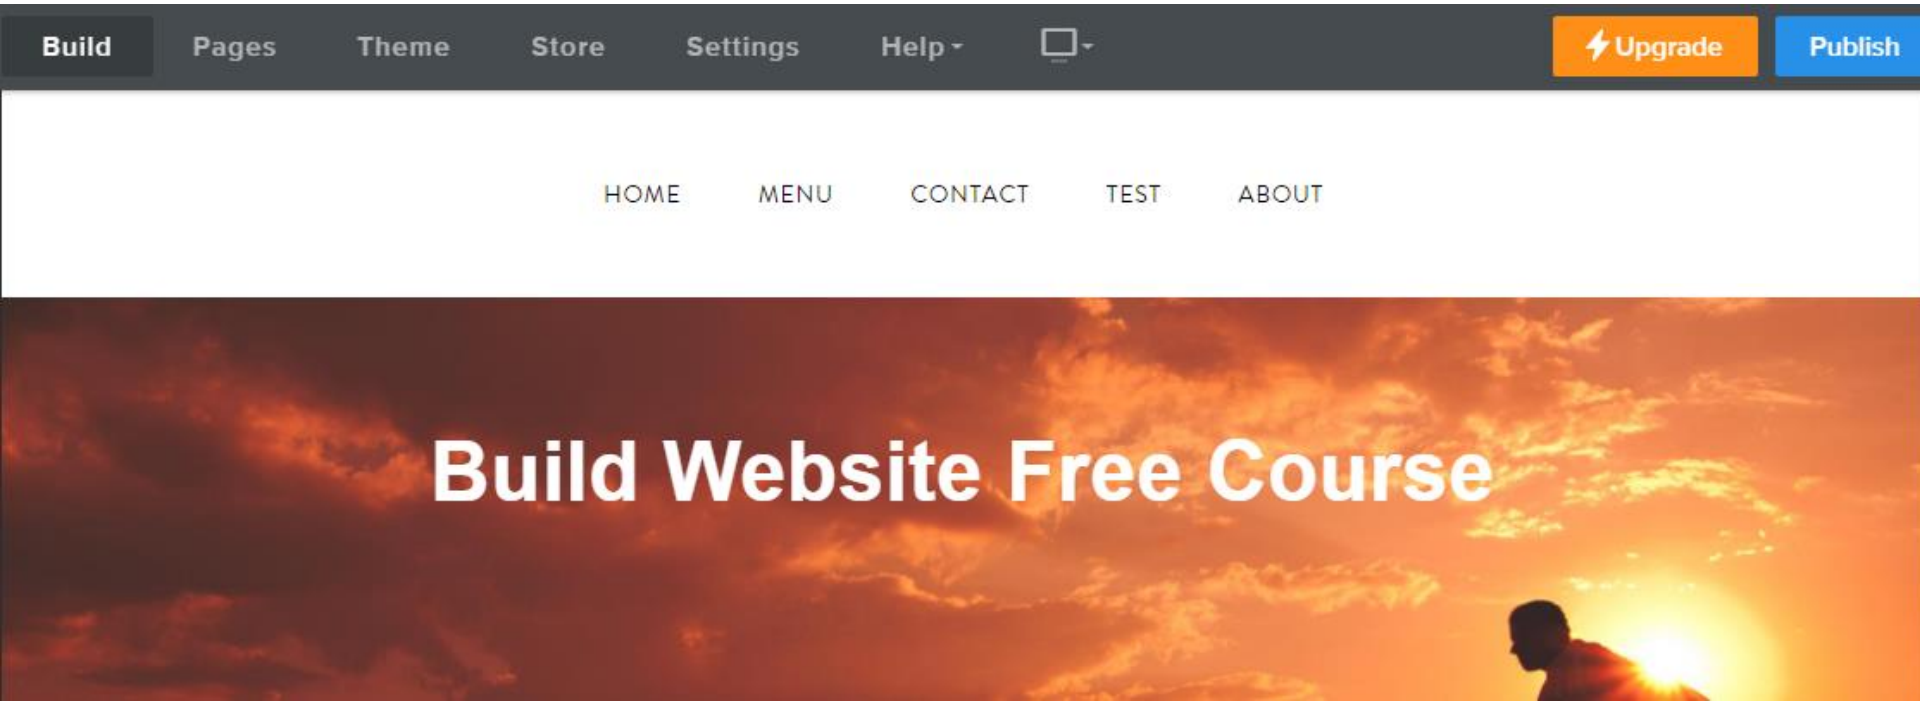 Build Pages Theme Store Settings Help Upgrade Publish
HOME MENU CONTACT TEST ABOUT
Build Website Free Course